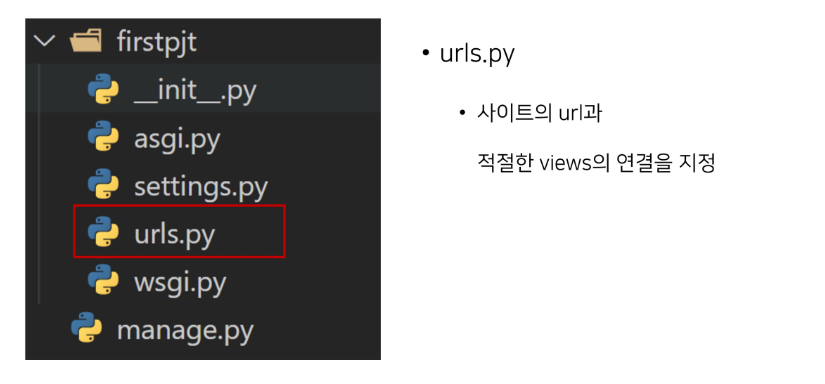 firstpjt
__init__.py
asgi.py
settings.py
urls.py
wsgi.py
manage.py
• urls.py
• 사이트의 url과
적절한 views의 연결을 지정